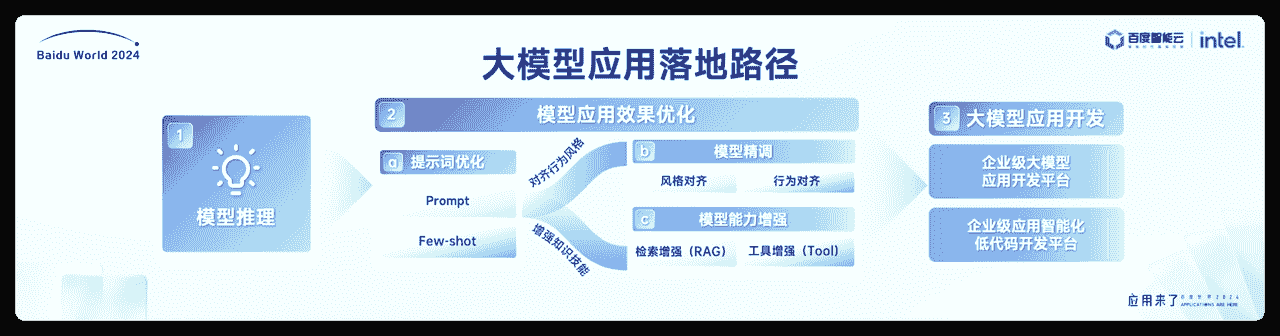 Baidu World 2024
百度智能云
intel
大模型应用落地路径
1
模型推理
2
模型应用效果优化
a 提示词优化
Prompt
Few-shot
对齐行为风格
增强知识技能
b 模型精调
风格对齐 行为对齐
c 模型能力增强
检索增强（RAG） 工具增强（Tool）
3 大模型应用开发
企业级大模型
应用开发平台
企业级应用智能化
低代码开发平台
应用来了
APPLICATIONS ARE HERE